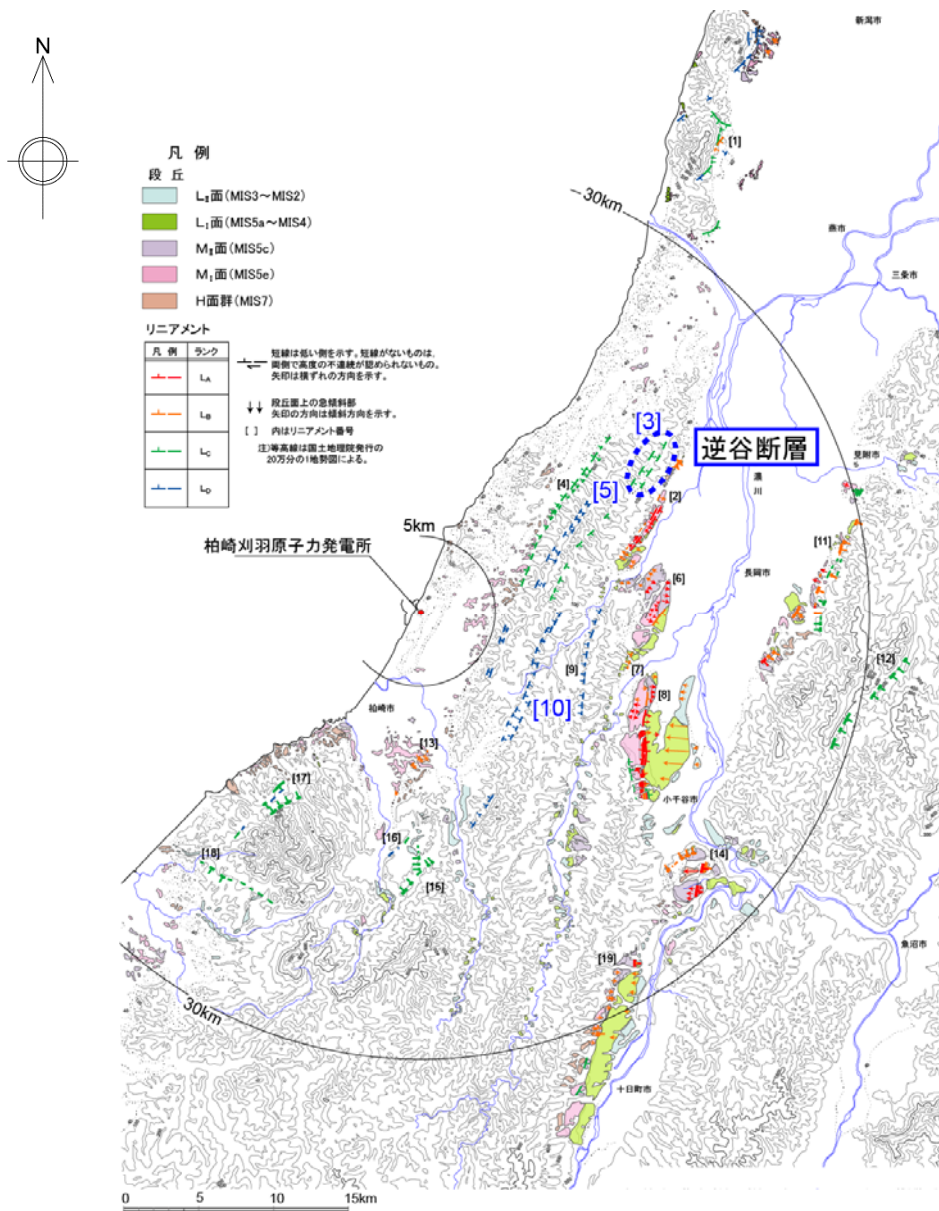 N
新潟市
凡 例
段 丘
LⅡ面(MIS3～MIS2)
LⅠ面(MIS5a～MIS4)
MⅡ面(MIS5c)
MⅠ面(MIS5e)
H面群(MIS7)
リニアメント
凡 例
ランク
LA
LB
LC
LD
短線は低い側を示す。短線がないものは、
両側で高度の不連続が認められないもの。
矢印は横ずれの方向を示す。
段丘面上の急傾斜部
矢印の方向は傾斜方向を示す。
[ ] 内はリニアメント番号
注)等高線は国土地理院発行の
20万分の1地勢図による。
[1]
30km
燕市
三条市
[3]
逆谷断層
見附市
[4]
[5]
[2]
5km
柏崎刈羽原子力発電所
[11]
長岡市
[6]
[12]
[9]
[7]
[8]
[10]
柏崎市
[13]
[17]
小千谷市
[16]
[18]
[14]
[15]
魚沼市
[19]
30km
十日町市
0
5
10
15km